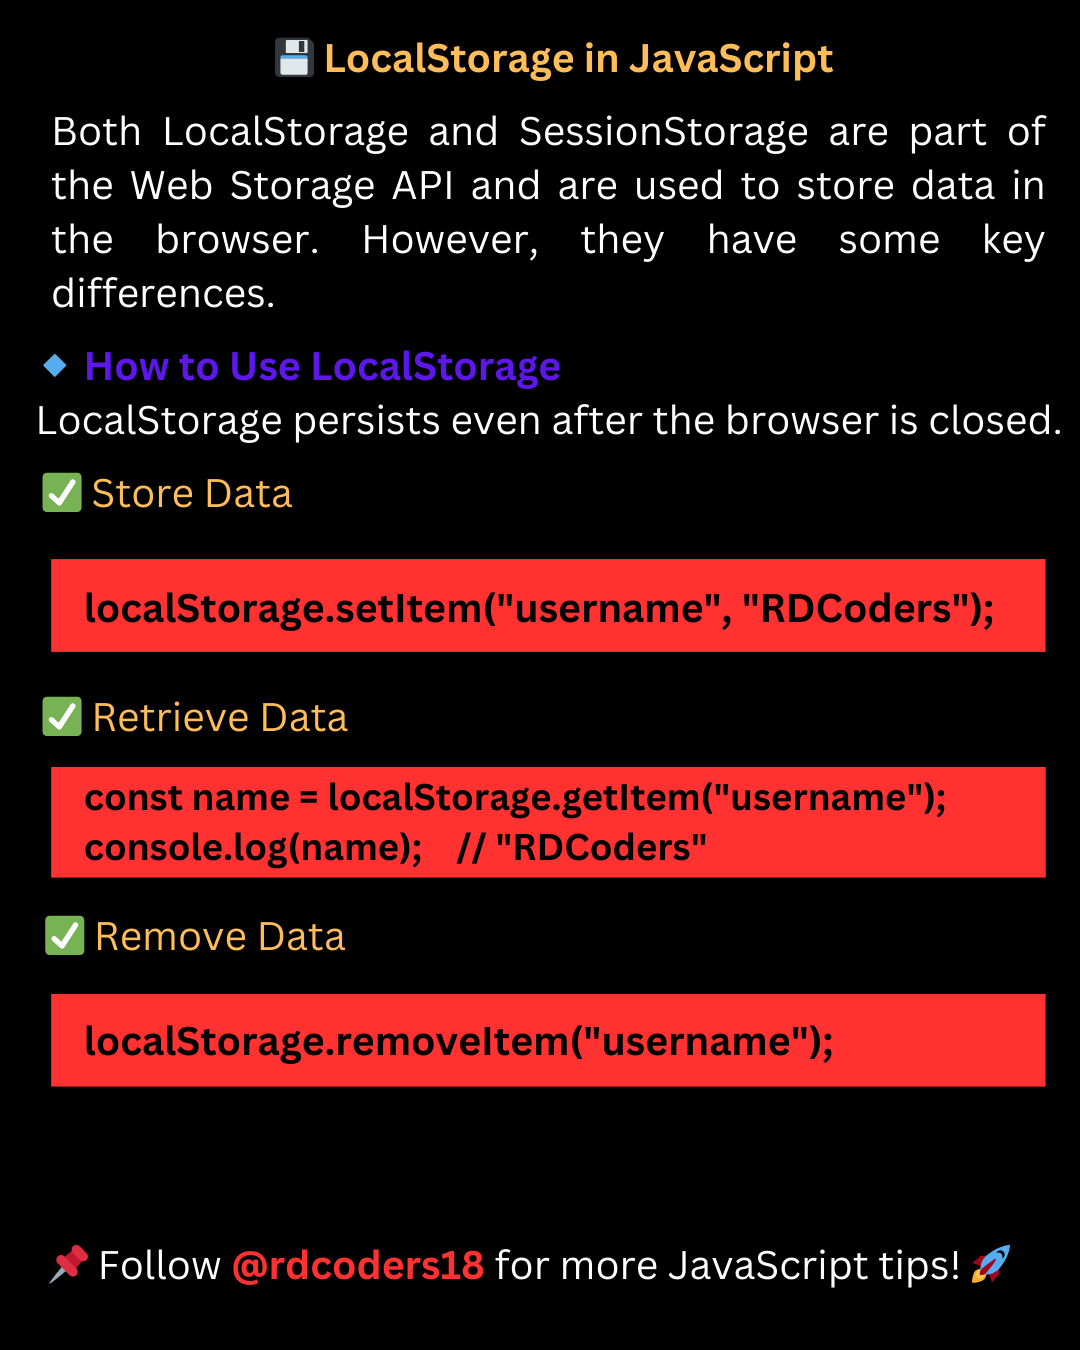 💾 LocalStorage in JavaScript
Both LocalStorage and SessionStorage are part of
the Web Storage API and are used to store data in
the browser. However, they have some key
differences.
🔹 How to Use LocalStorage
LocalStorage persists even after the browser is closed.
✅ Store Data
localStorage.setItem("username", "RDCoders");
✅ Retrieve Data
const name = localStorage.getItem("username");
console.log(name); // "RDCoders"
✅ Remove Data
localStorage.removeItem("username");
📌 Follow @rdcoders18 for more JavaScript tips! 🚀